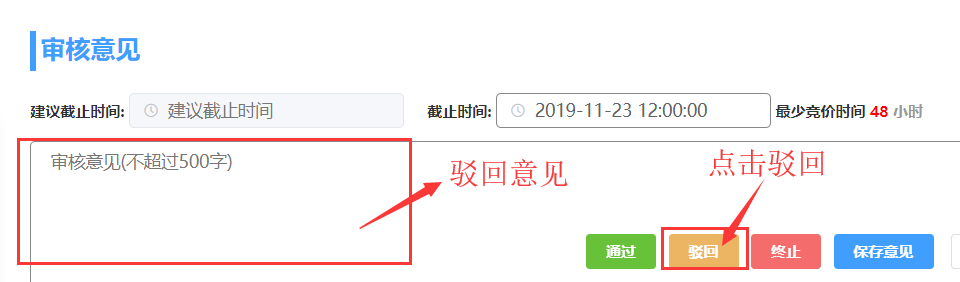 审核意见
建议截止时间: 建议截止时间 截止时间: 2019-11-23 12:00:00 最少竞价时间 48 小时
审核意见(不超过500字)
驳回意见
点击驳回
通过 驳回 终止 保存意见